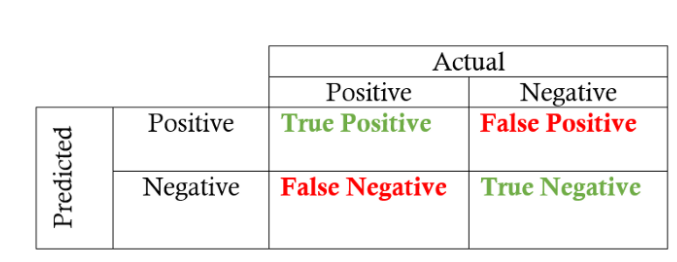 Actual
Positive Negative
Predicted
Positive True Positive False Positive
Negative False Negative True Negative